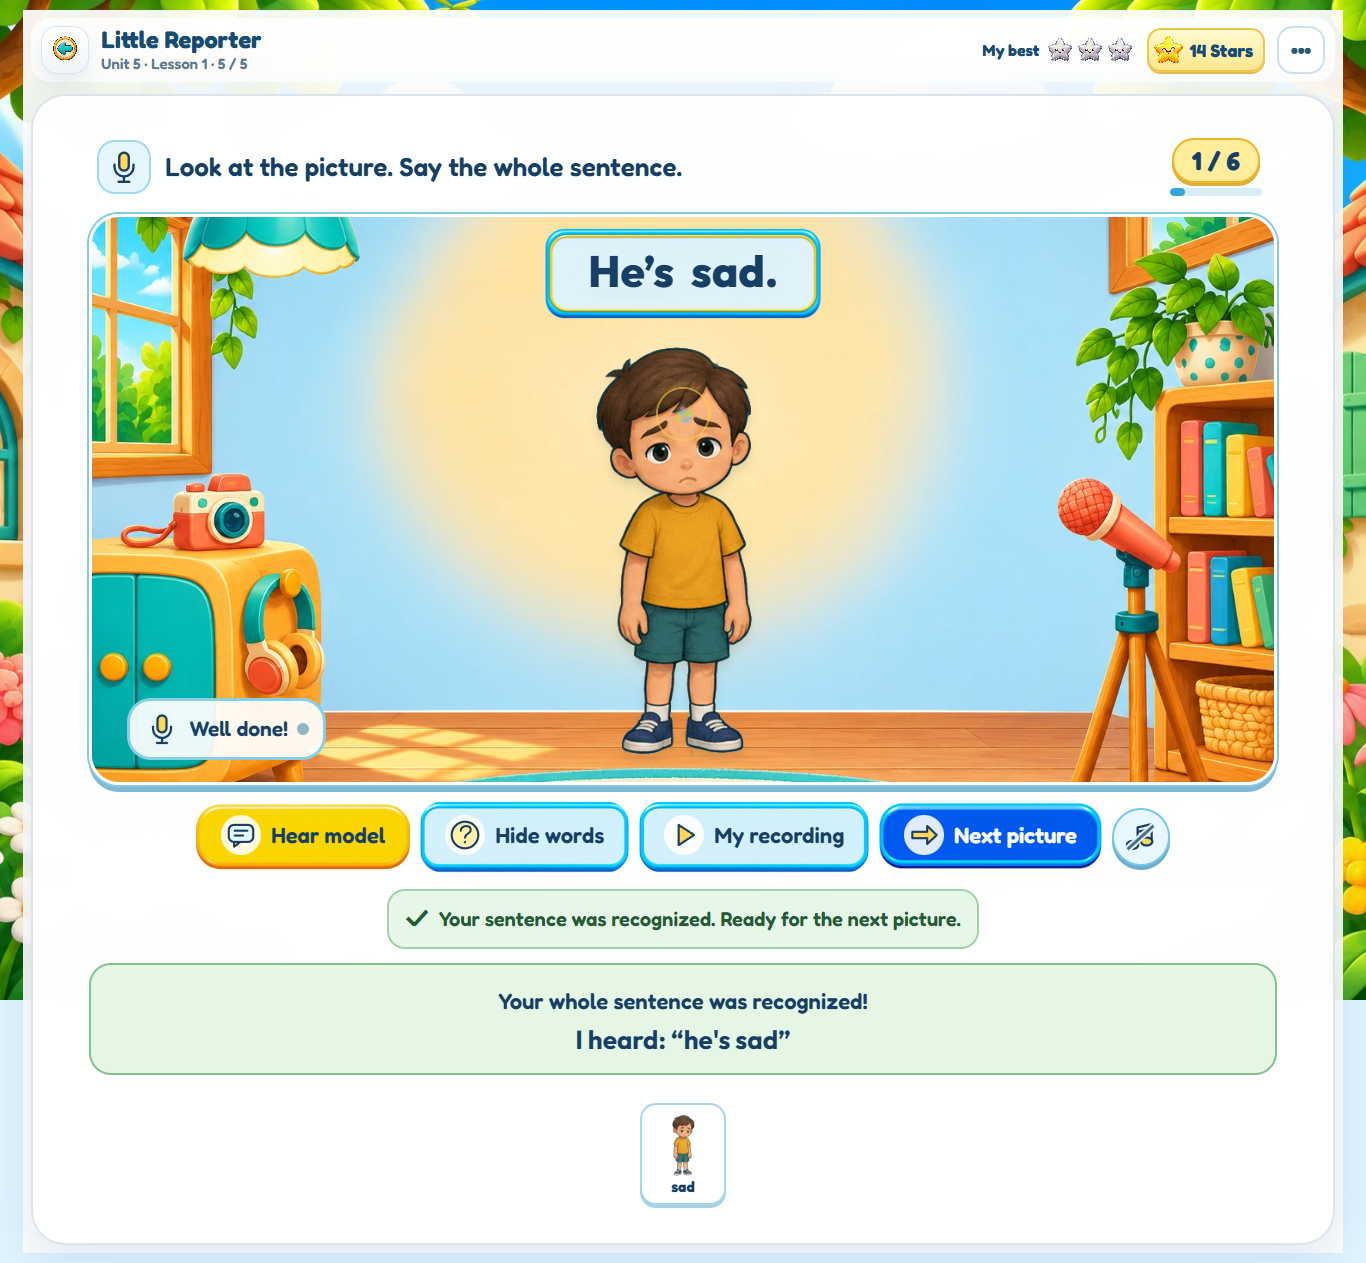 Little Reporter
Unit 5 · Lesson 1 · 5 / 5
My best
14 Stars
Look at the picture. Say the whole sentence.
1 / 6
He’s sad.
Well done!
Hear model
Hide words
My recording
Next picture
Your sentence was recognized. Ready for the next picture.
Your whole sentence was recognized!
I heard: “he's sad”
sad